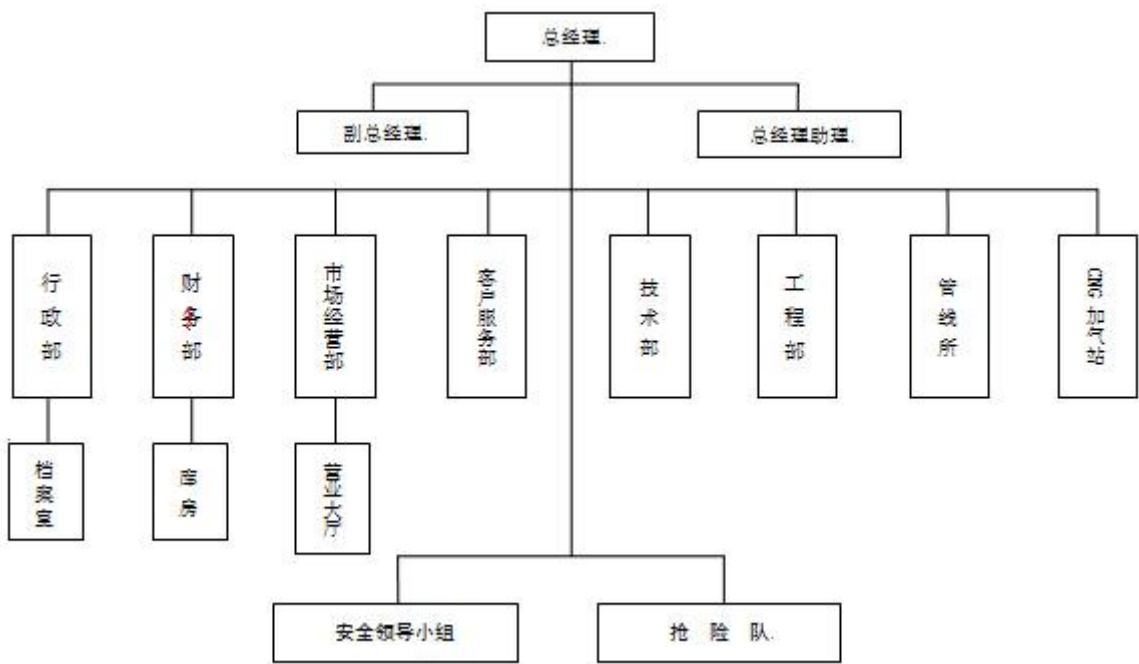 总经理.
副总经理.
总经理助理.
行政部
财务部
市场经营部
客户服务部
技术部
工程部
管线所
CNG加气站
档案室
库房
营业大厅
安全领导小组
抢 险 队.